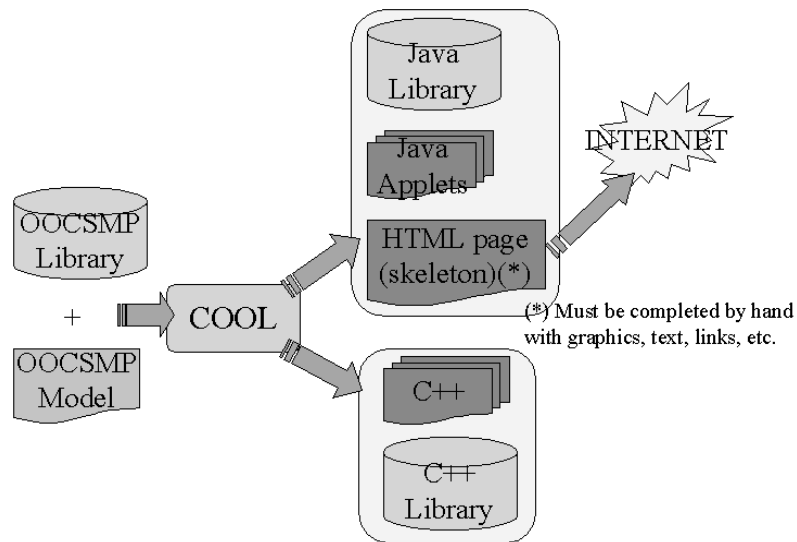 Java
Library
Java
Applets
INTERNET
OOCSMP
Library
HTML page
(skeleton)(*)
+
COOL
(*) Must be completed by hand
with graphics, text, links, etc.
OOCSMP
Model
C++
C++
Library